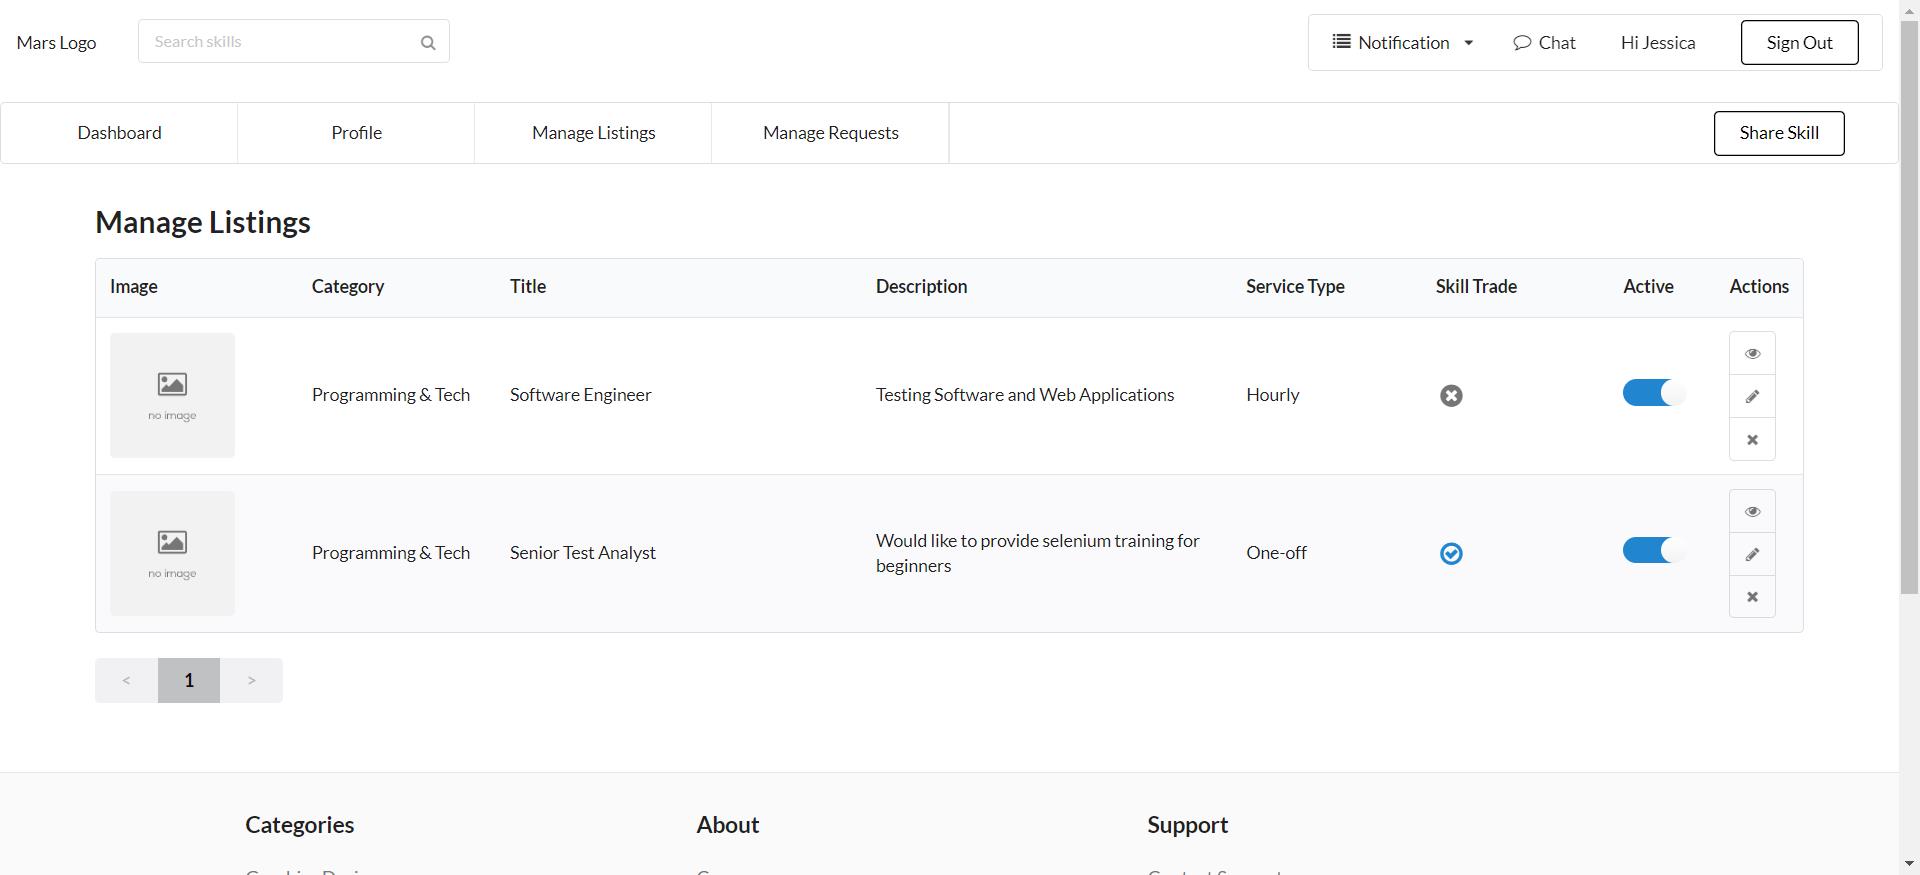 Mars Logo
Search skills
Notification
Chat
Hi Jessica
Sign Out
Dashboard
Profile
Manage Listings
Manage Requests
Share Skill
Manage Listings
Image
Category
Title
Description
Service Type
Skill Trade
Active
Actions
no image
Programming & Tech
Software Engineer
Testing Software and Web Applications
Hourly
no image
Programming & Tech
Senior Test Analyst
Would like to provide selenium training for
beginners
One-off
<
1
>
Categories
About
Support